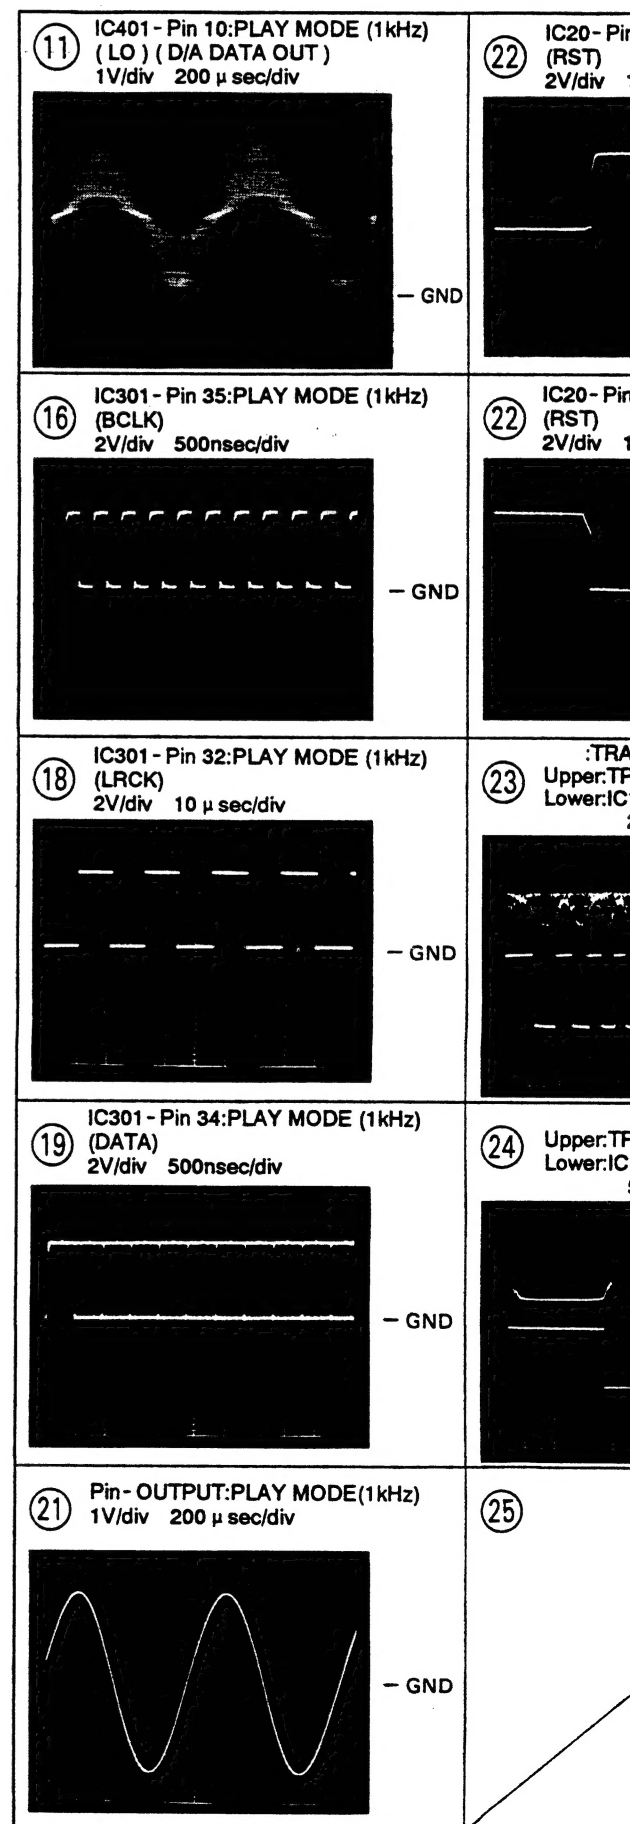 11
IC401-Pin 10:PLAY MODE (1kHz)
( LO ) ( D/A DATA OUT )
1V/div 200 μ sec/div
— GND
16
IC301-Pin 35:PLAY MODE (1kHz)
(BCLK)
2V/div 500nsec/div
— GND
18
IC301-Pin 32:PLAY MODE (1kHz)
(LRCK)
2V/div 10 μ sec/div
— GND
19
IC301-Pin 34:PLAY MODE (1kHz)
(DATA)
2V/div 500nsec/div
— GND
21
Pin-OUTPUT:PLAY MODE(1kHz)
1V/div 200 μ sec/div
— GND
22
IC20-Pin
(RST)
2V/div
22
IC20-Pin
(RST)
2V/div 1
23
:TRA
Upper:TP
Lower:IC
24
Upper:TP
Lower:IC
25